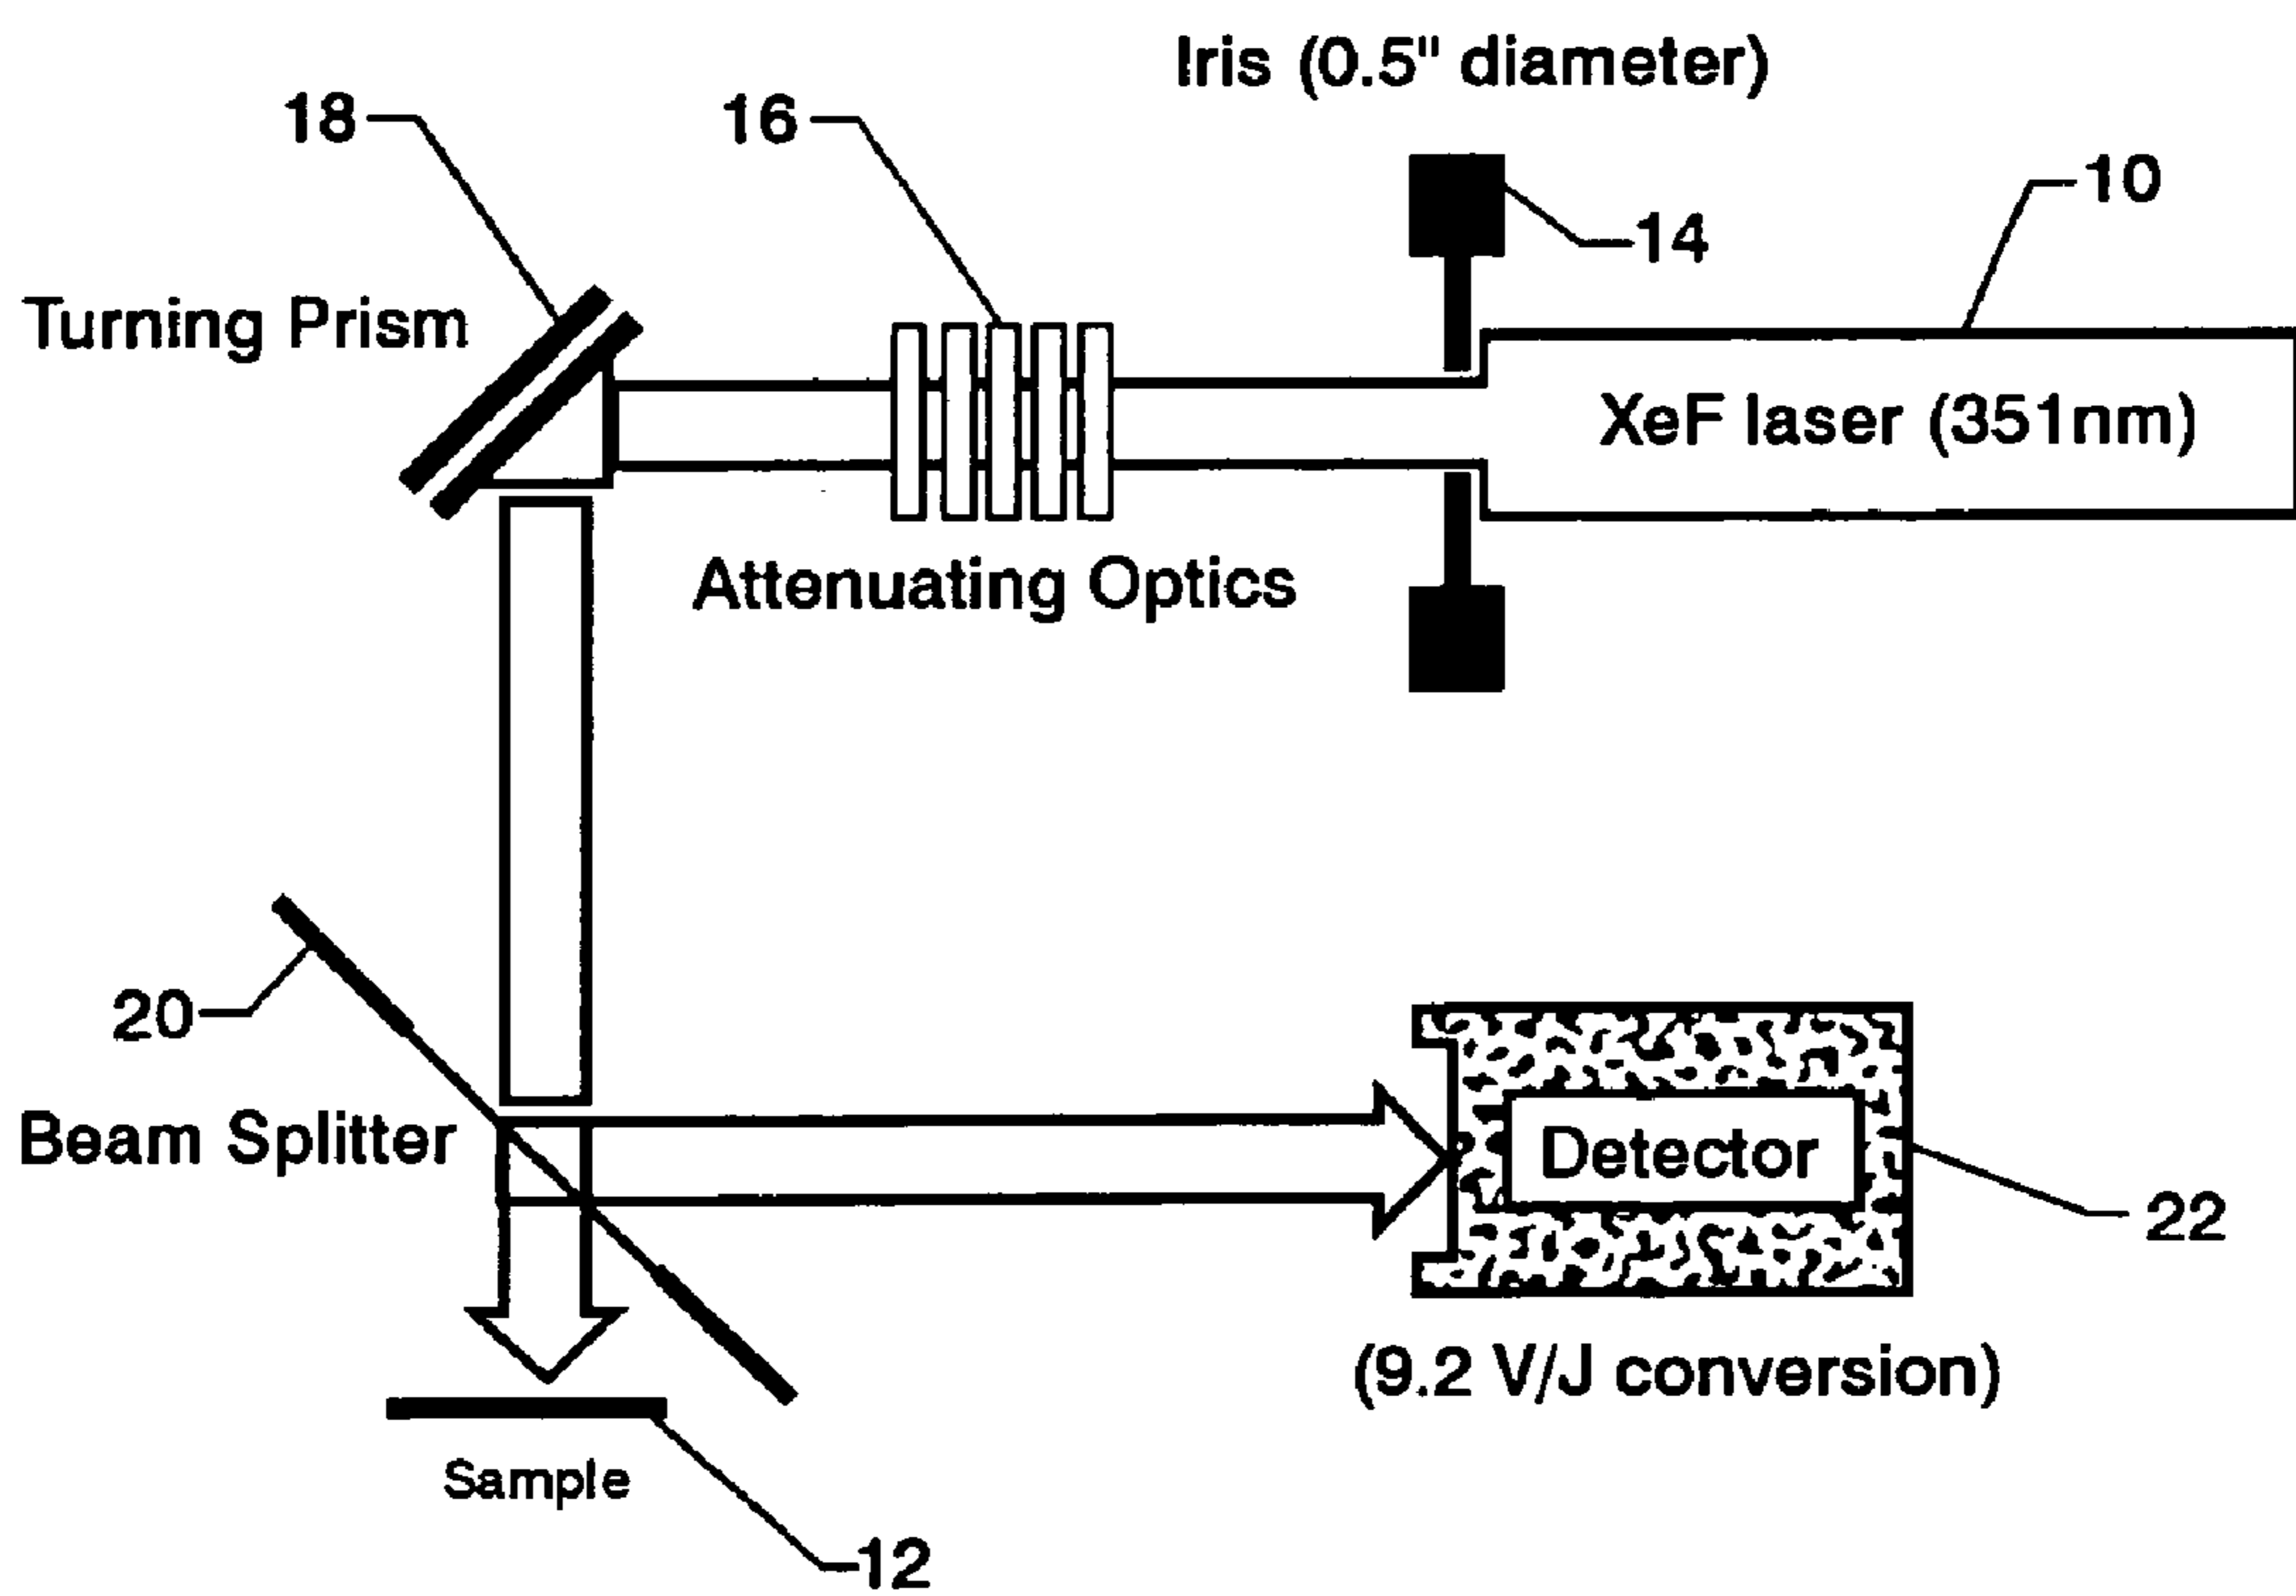 Iris (0.5" diameter)
18
16
10
14
Turning Prism
XeF laser (351nm)
Attenuating Optics
20
Beam Splitter
Detector
22
(9.2 V/J conversion)
Sample
12